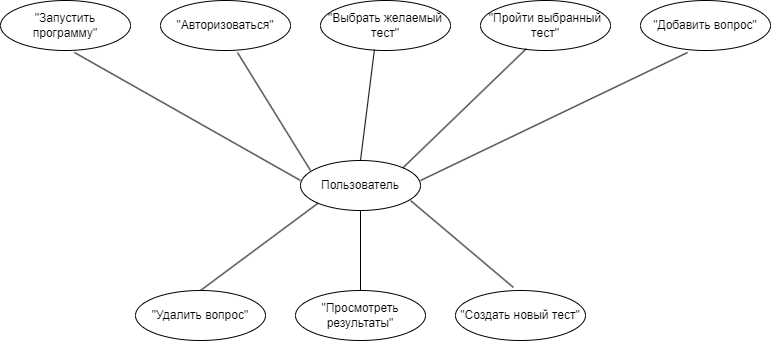 "Запустить
программу"
"Авторизоваться"
"Выбрать желаемый
тест"
"Пройти выбранный
тест"
"Добавить вопрос"
Пользователь
"Удалить вопрос"
"Просмотреть
результаты"
"Создать новый тест"